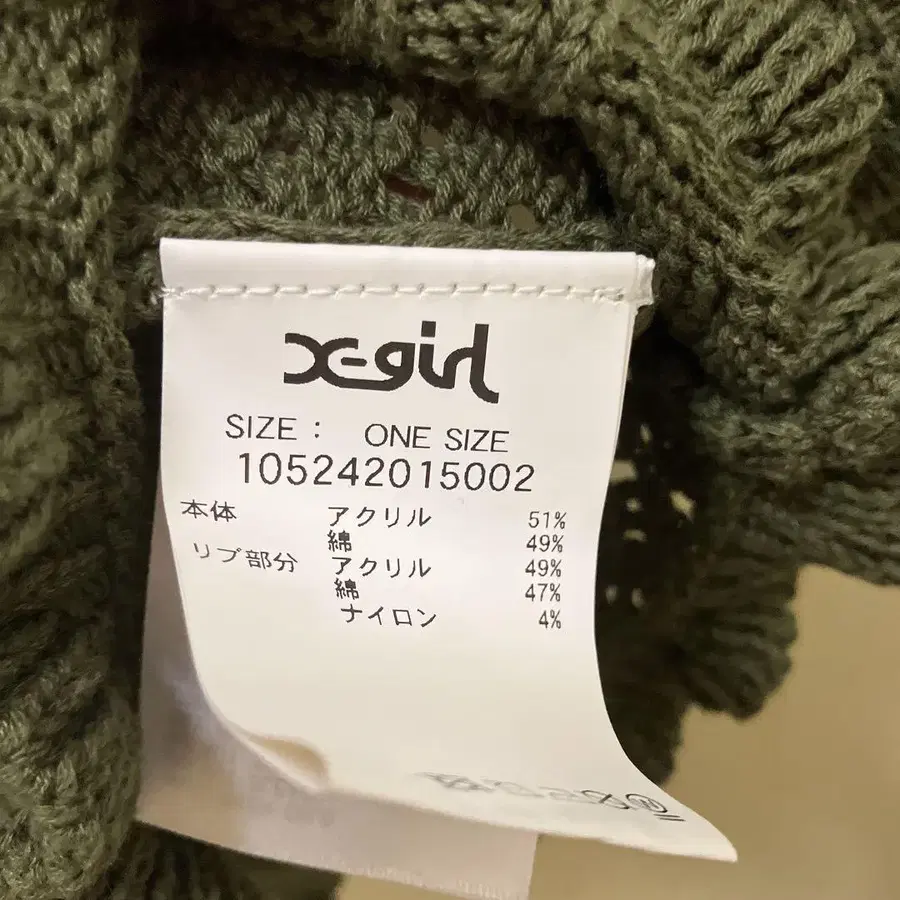 X-girl
SIZE : ONE SIZE
105242015002
本体 アクリル 51%
綿 49%
リブ部分 アクリル 49%
綿 47%
ナイロン 4%